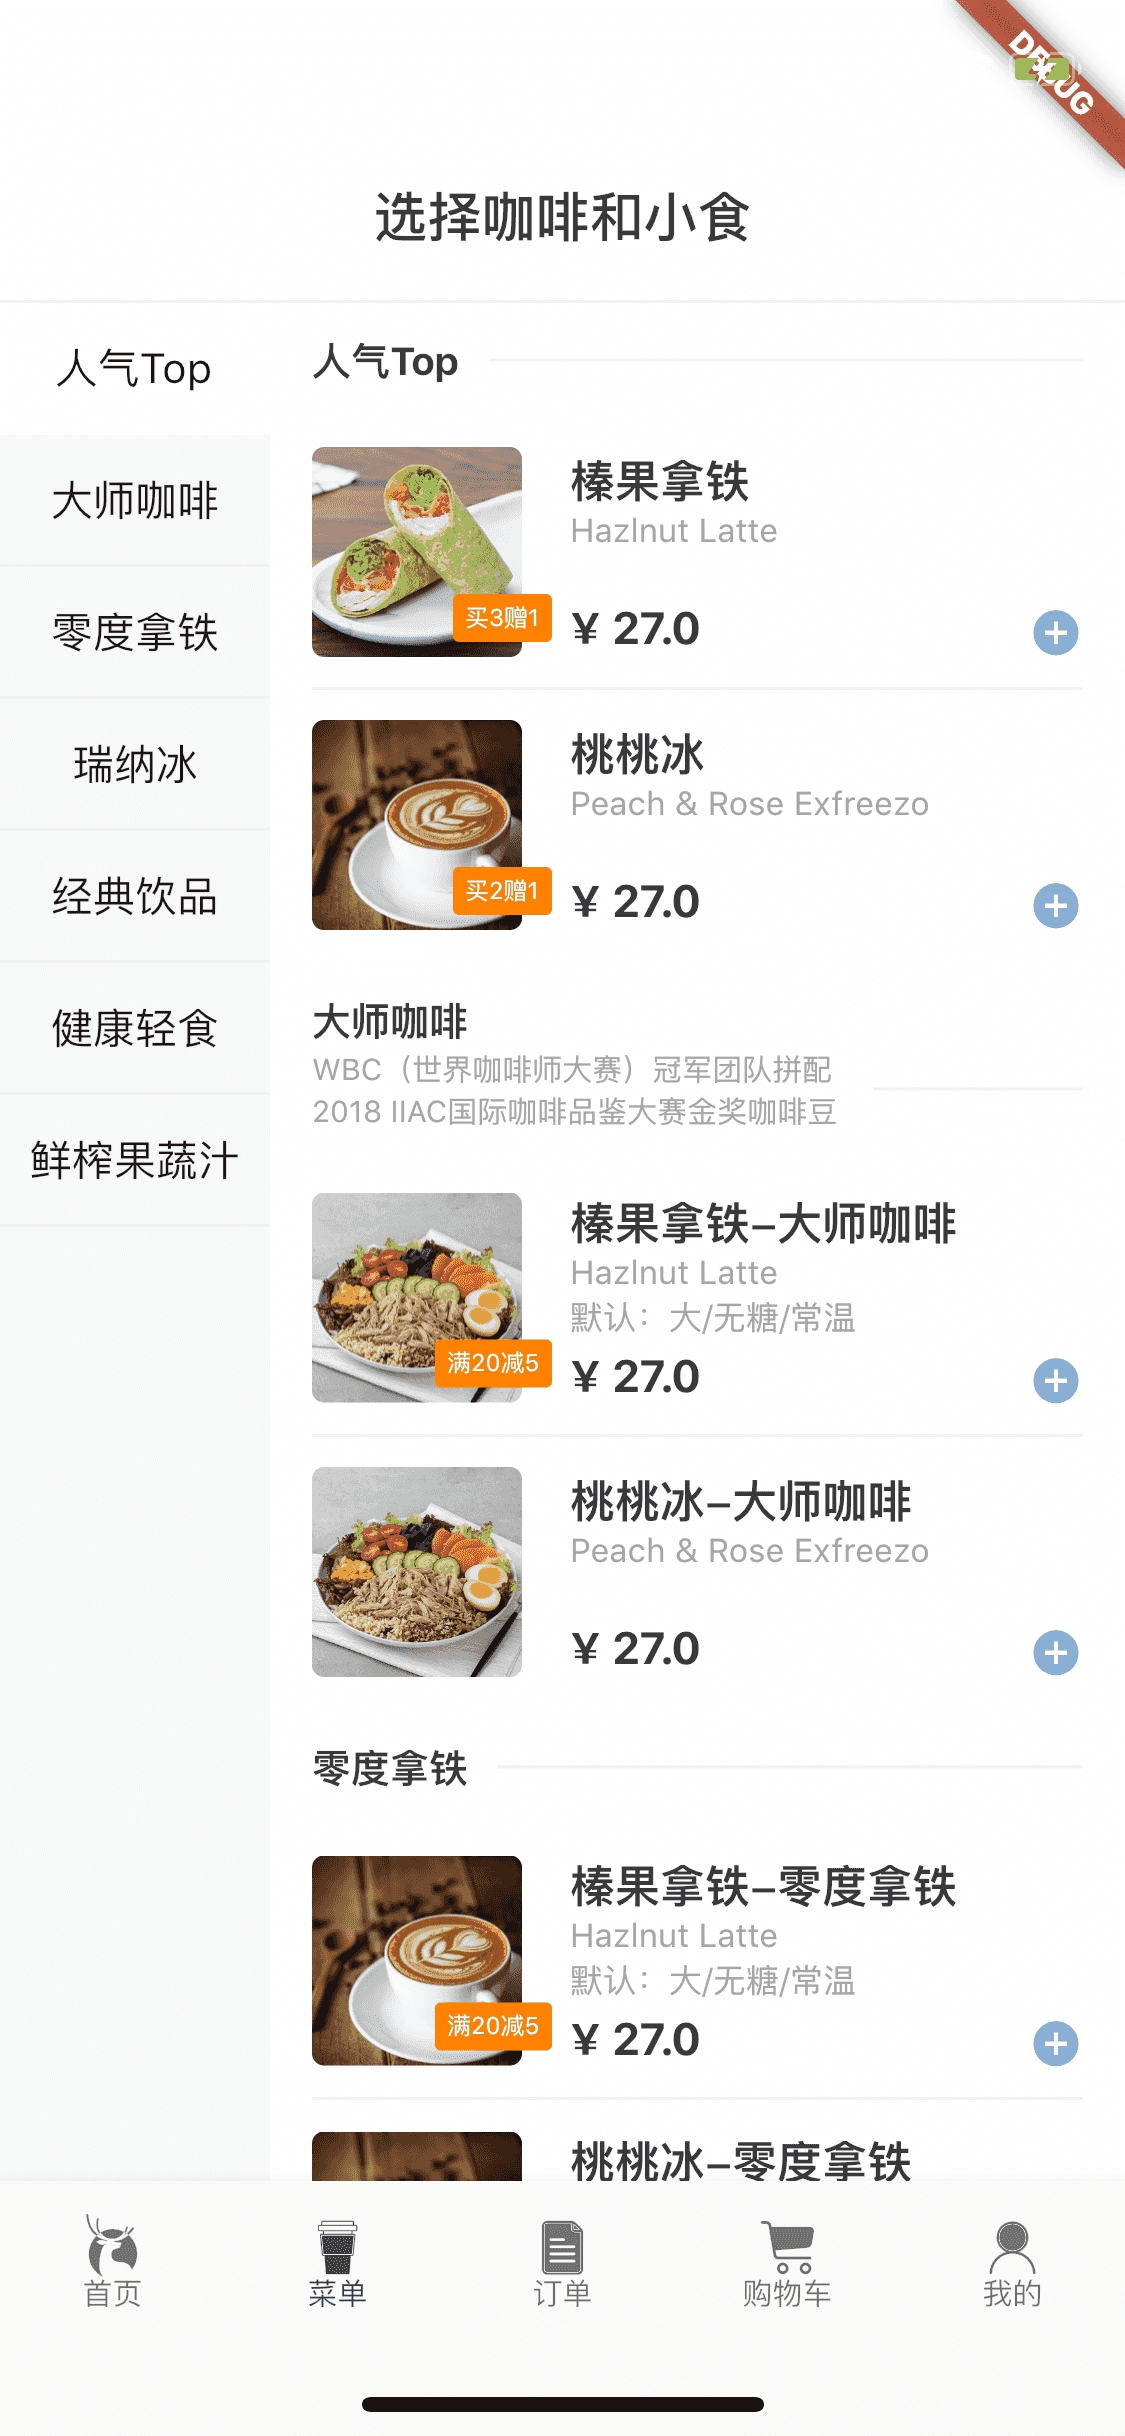 DEBUG
选择咖啡和小食
人气Top
大师咖啡
零度拿铁
瑞纳冰
经典饮品
健康轻食
鲜榨果蔬汁
人气Top
榛果拿铁
Hazlnut Latte
买3赠1
¥ 27.0
桃桃冰
Peach & Rose Exfreezo
买2赠1
¥ 27.0
大师咖啡
WBC（世界咖啡师大赛）冠军团队拼配
2018 IIAC国际咖啡品鉴大赛金奖咖啡豆
榛果拿铁–大师咖啡
Hazlnut Latte
默认：大/无糖/常温
满20减5
¥ 27.0
桃桃冰–大师咖啡
Peach & Rose Exfreezo
¥ 27.0
零度拿铁
榛果拿铁–零度拿铁
Hazlnut Latte
默认：大/无糖/常温
满20减5
¥ 27.0
桃桃冰–零度拿铁
首页
菜单
订单
购物车
我的